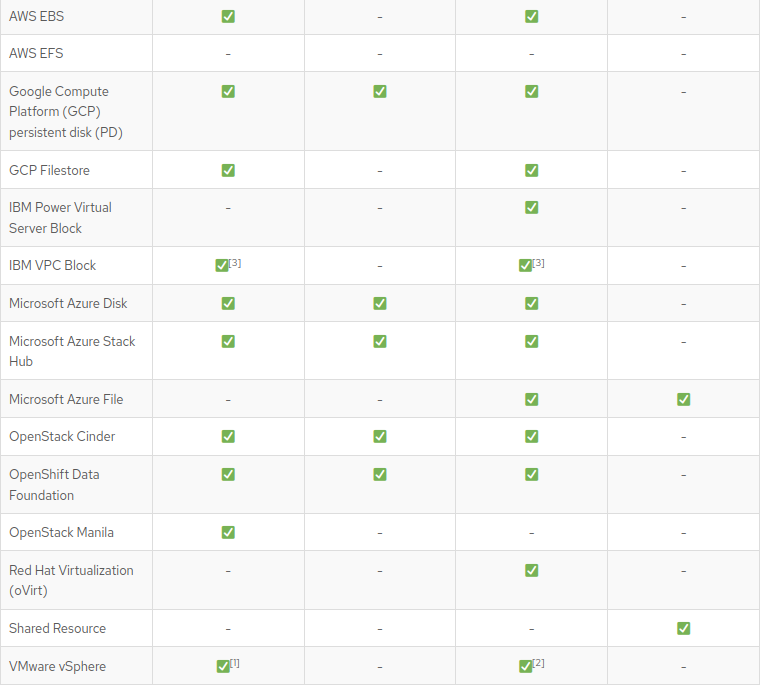 AWS EBS ✅ - ✅ -
AWS EFS - - - -
Google Compute
Platform (GCP)
persistent disk (PD) ✅ ✅ ✅ -
GCP Filestore ✅ - ✅ -
IBM Power Virtual
Server Block - - ✅ -
IBM VPC Block ✅[3] - ✅[3] -
Microsoft Azure Disk ✅ ✅ ✅ -
Microsoft Azure Stack
Hub ✅ ✅ ✅ -
Microsoft Azure File - - ✅ ✅
OpenStack Cinder ✅ ✅ ✅ -
OpenShift Data
Foundation ✅ ✅ ✅ -
OpenStack Manila ✅ - - -
Red Hat Virtualization
(oVirt) - - ✅ -
Shared Resource - - - ✅
VMware vSphere ✅[1] - ✅[2] -